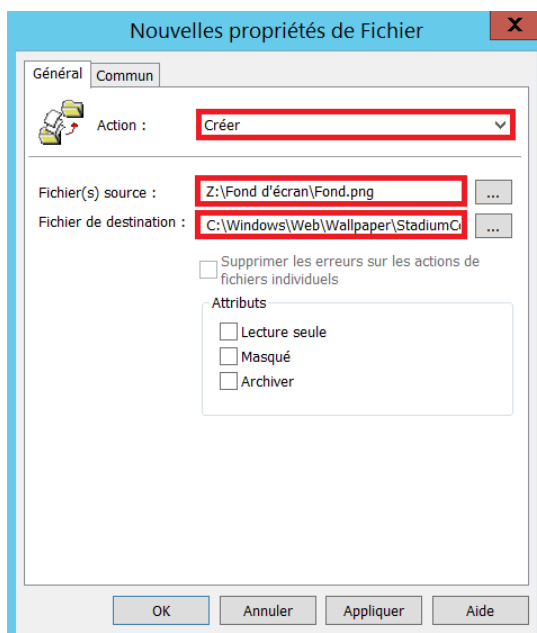 Nouvelles propriétés de Fichier
X
Général Commun
Action : Créer
Fichier(s) source : Z:\Fond d'écran\Fond.png ...
Fichier de destination : C:\Windows\Web\Wallpaper\StadiumCo ...
Supprimer les erreurs sur les actions de
fichiers individuels
Attributs
Lecture seule
Masqué
Archiver
OK Annuler Appliquer Aide